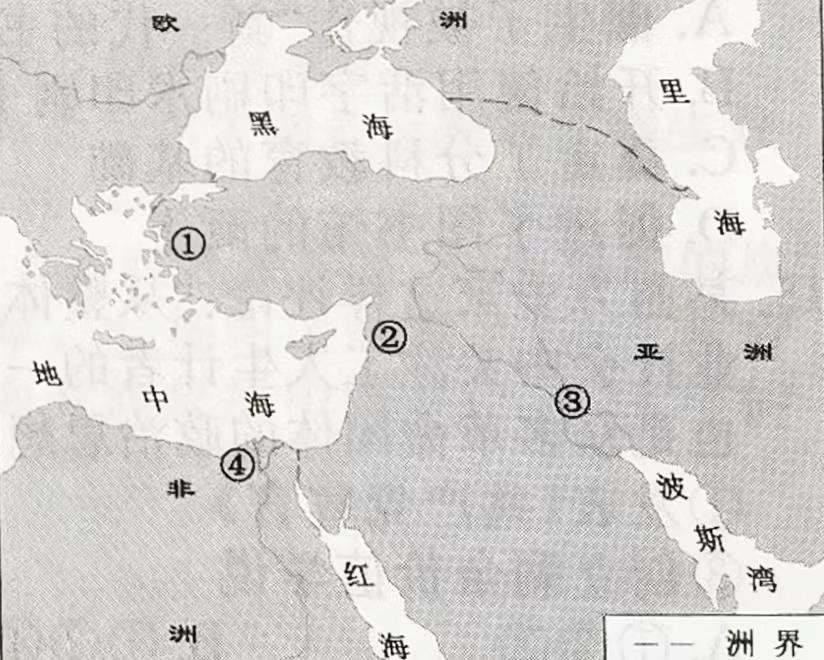 欧 洲
里海
黑海
①
②
亚洲
地中海
③
④
非洲
波斯湾
红海
洲界